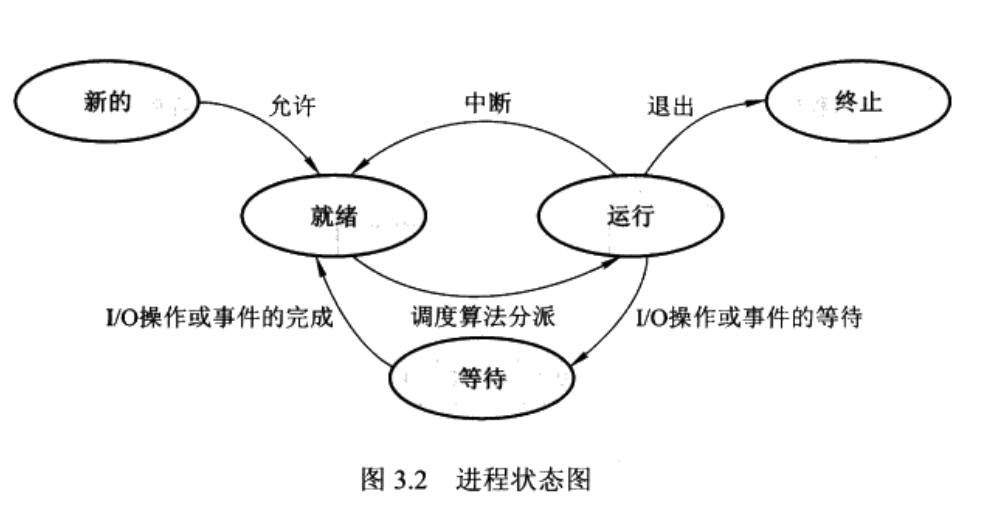 新的
允许
中断
退出
终止
就绪
运行
I/O操作或事件的完成
调度算法分派
I/O操作或事件的等待
等待
图 3.2 进程状态图